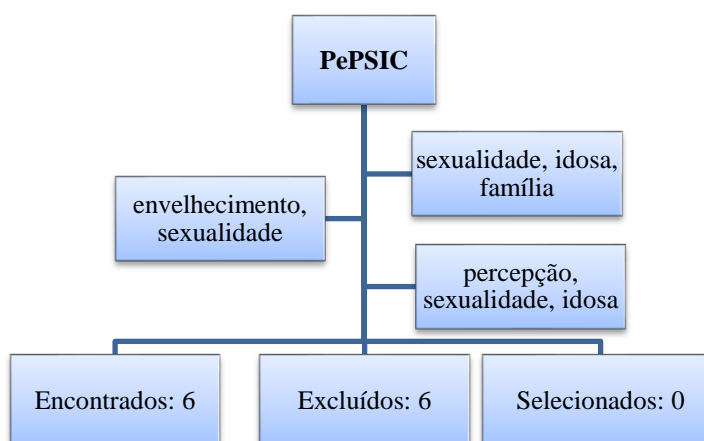 PePSIC
sexualidade, idosa,
família
envelhecimento,
sexualidade
percepção,
sexualidade, idosa
Encontrados: 6
Excluídos: 6
Selecionados: 0